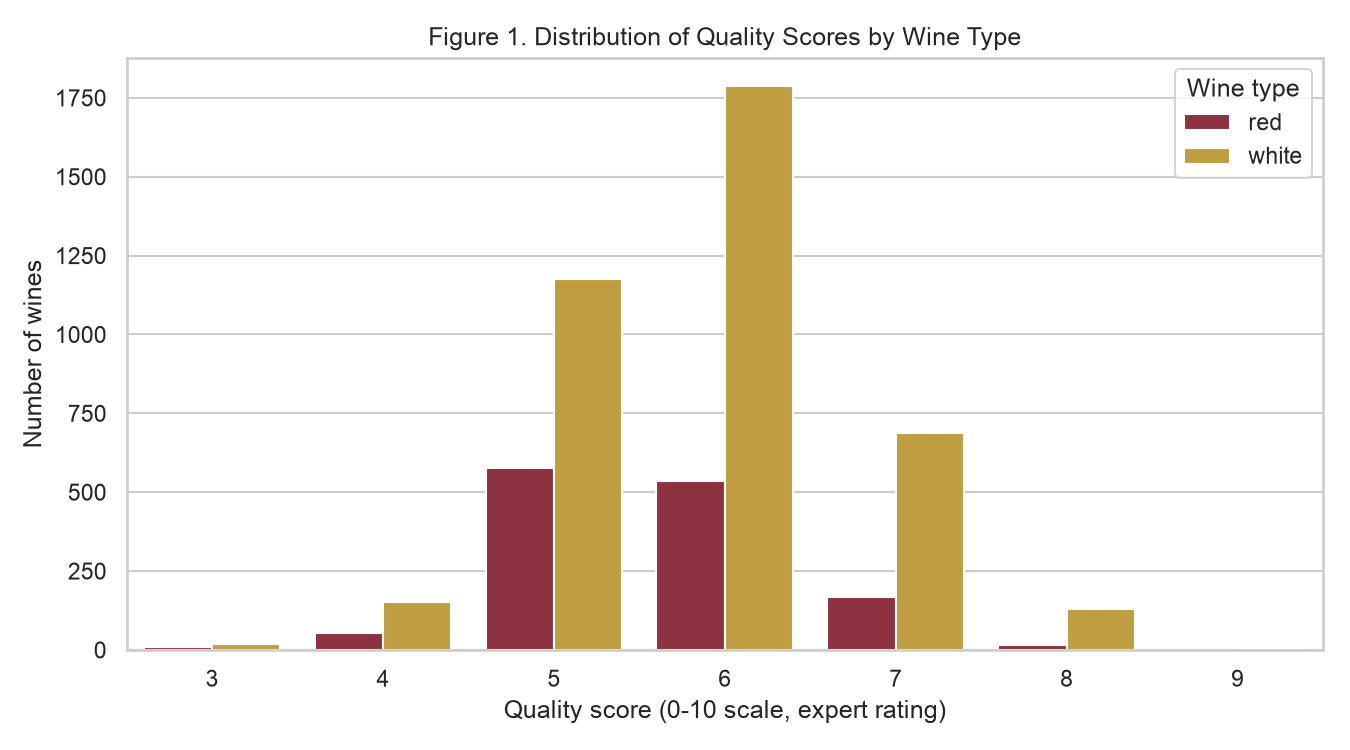 Figure 1. Distribution of Quality Scores by Wine Type
Wine type
red
white
Number of wines
1750
1500
1250
1000
750
500
250
0
3 4 5 6 7 8 9
Quality score (0-10 scale, expert rating)